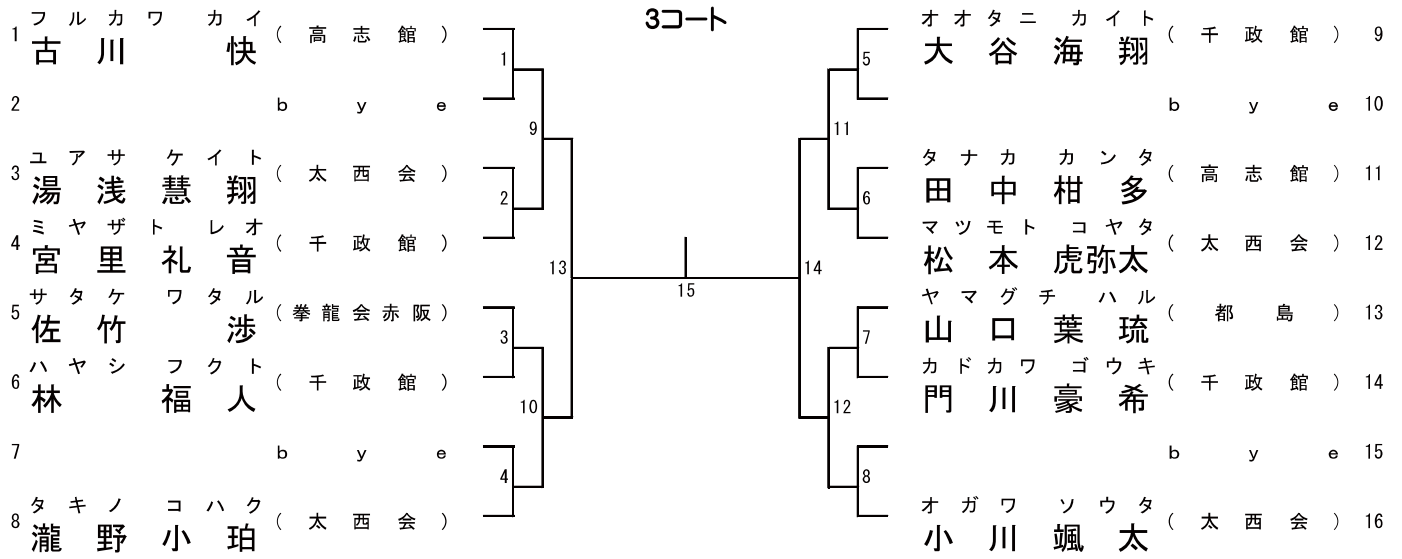 3コート
フルカワ カイ
1 古川 快 (高志館)
2 bye
ユアサ ケイト
3 湯浅慧翔 (太西会)
ミヤザト レオ
4 宮里礼音 (千政館)
サタケ ワタル
5 佐竹 渉 (拳龍会赤阪)
ハヤシ フクト
6 林 福人 (千政館)
7 bye
タキノ コハク
8 瀧野小珀 (太西会)
1
9
2
13
3
10
4
15
5
11
6
14
7
12
8
オオタニ カイト
大谷海翔 (千政館) 9
bye 10
タナカ カンタ
田中柑多 (高志館) 11
マツモト コヤタ
松本虎弥太 (太西会) 12
ヤマグチ ハル
山口葉琉 (都島) 13
カドカワ ゴウキ
門川豪希 (千政館) 14
bye 15
オガワ ソウタ
小川颯太 (太西会) 16